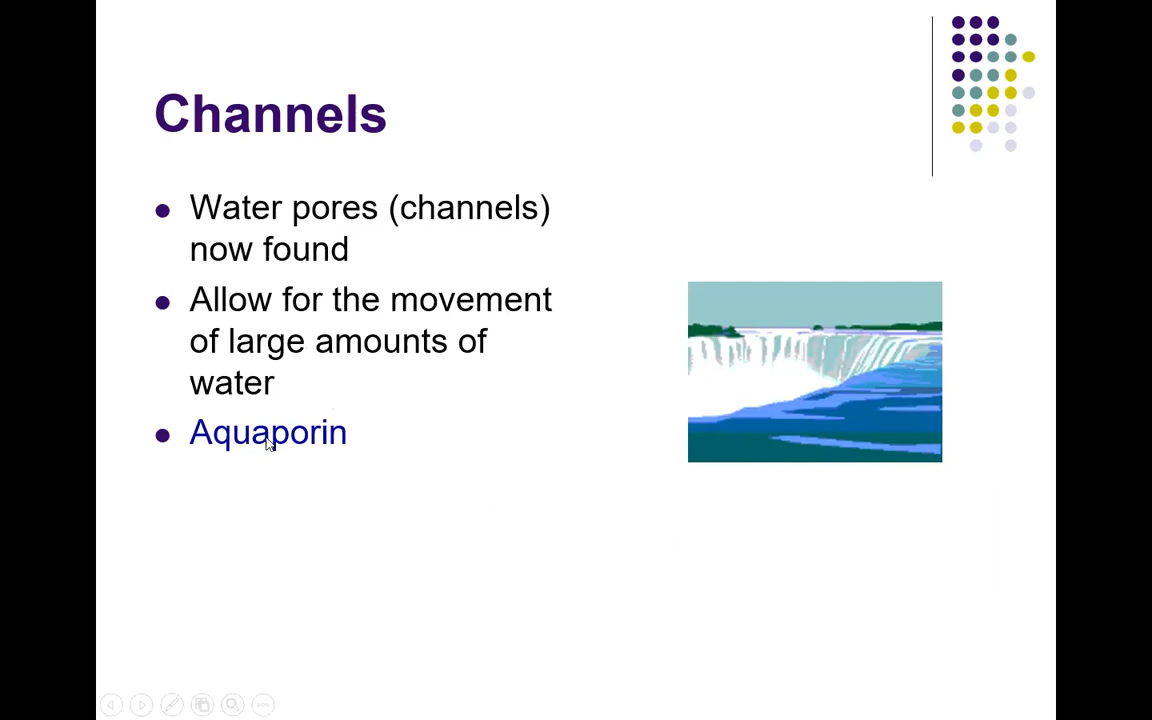 Channels
Water pores (channels)
now found
Allow for the movement
of large amounts of
water
Aquaporin